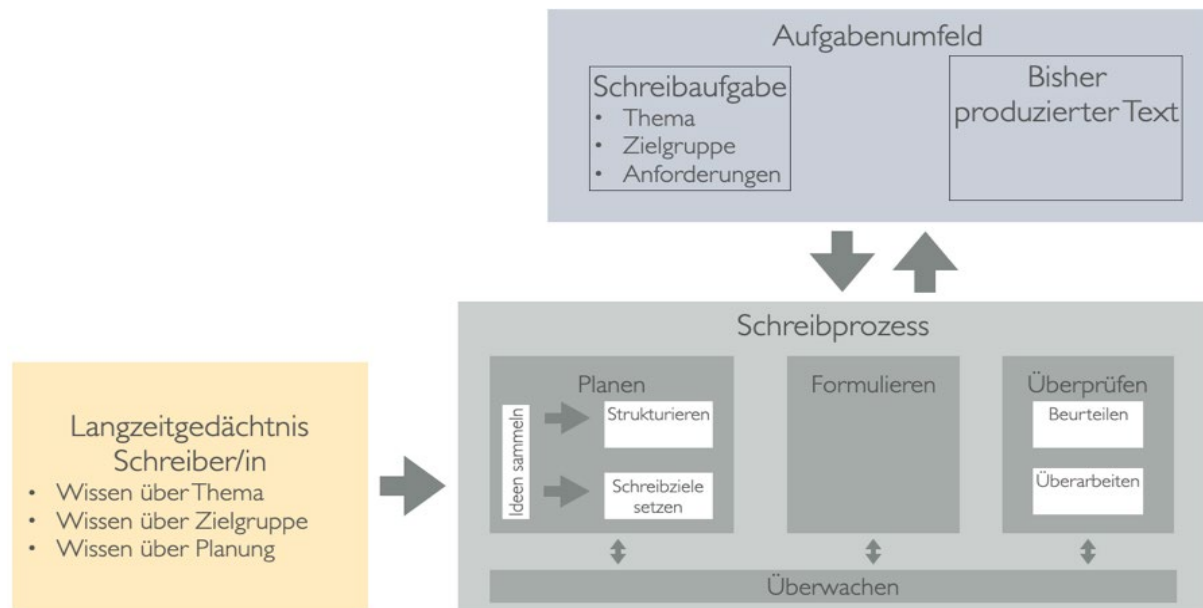 Aufgabenumfeld
Schreibaufgabe
• Thema
• Zielgruppe
• Anforderungen
Bisher
produzierter Text
Schreibprozess
Planen
Ideen sammeln
Strukturieren
Schreibziele
setzen
Formulieren
Überprüfen
Beurteilen
Überarbeiten
Überwachen
Langzeitgedächtnis
Schreiber/in
• Wissen über Thema
• Wissen über Zielgruppe
• Wissen über Planung